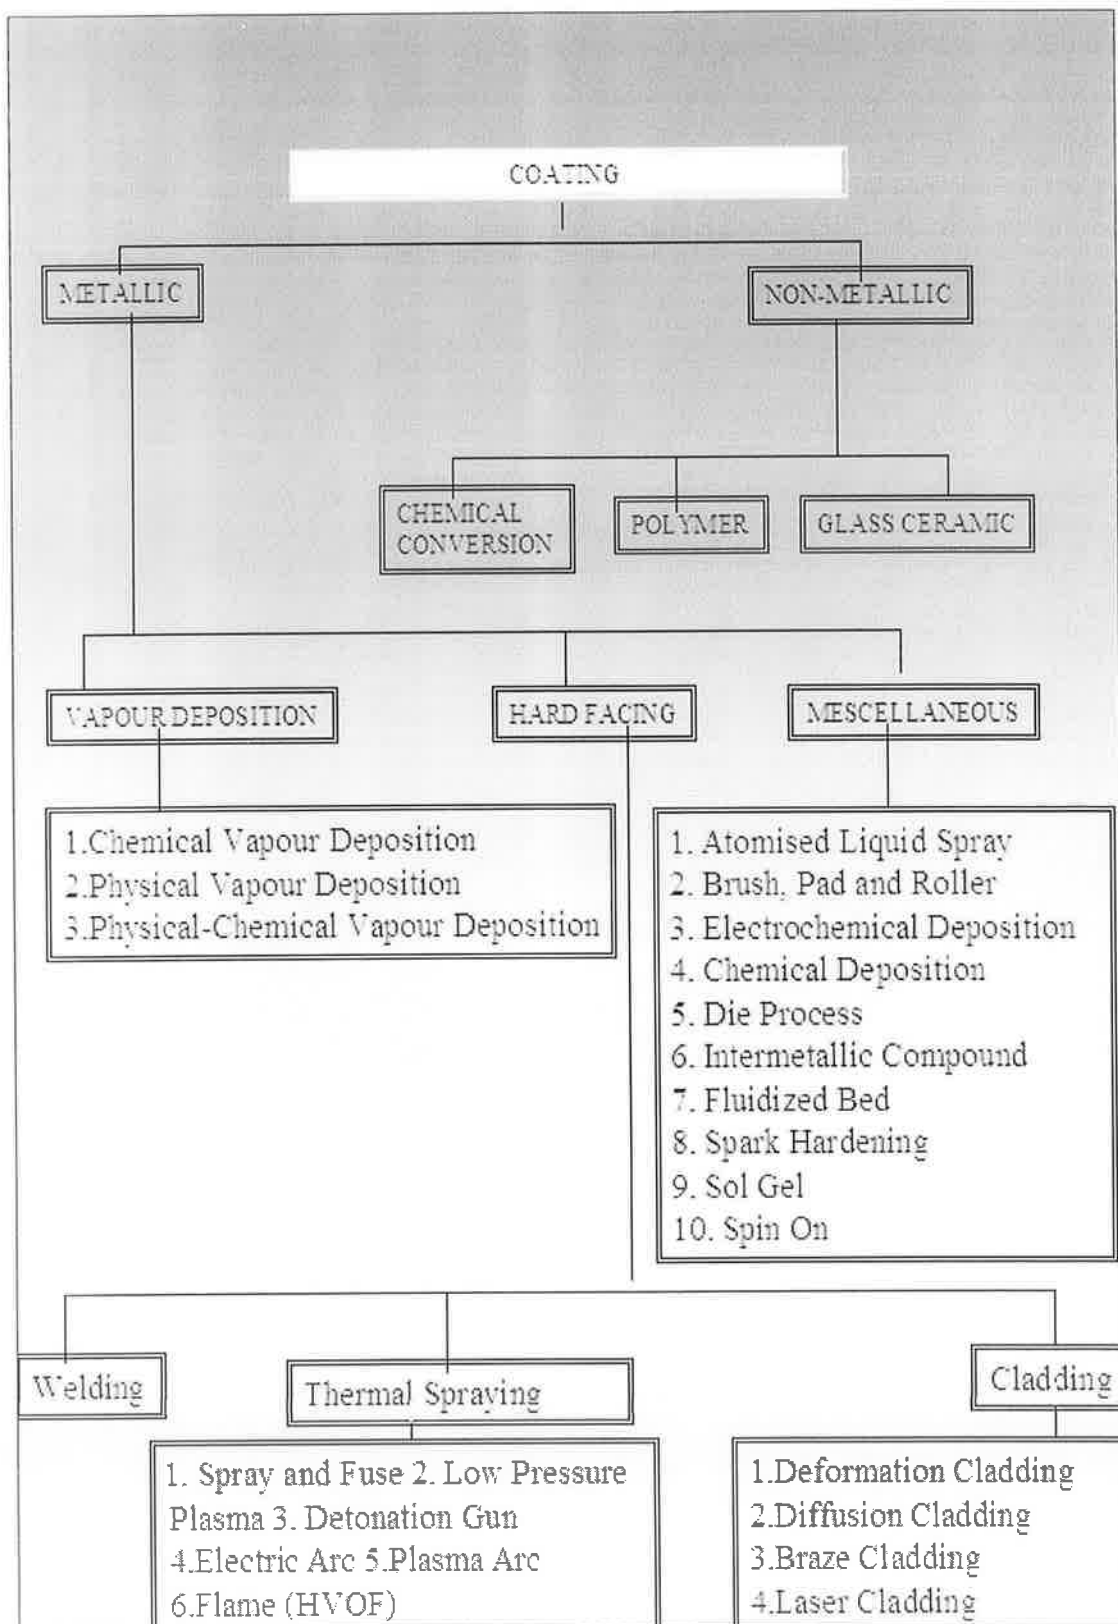 COATING
METALLIC
NON-METALLIC
CHEMICAL
CONVERSION
POLYMER
GLASS CERAMIC
VAPOUR DEPOSITION
HARD FACING
MESCELLANEOUS
1.Chemical Vapour Deposition
2.Physical Vapour Deposition
3.Physical-Chemical Vapour Deposition
1. Atomised Liquid Spray
2. Brush, Pad and Roller
3. Electrochemical Deposition
4. Chemical Deposition
5. Die Process
6. Intermetallic Compound
7. Fluidized Bed
8. Spark Hardening
9. Sol Gel
10. Spin On
Welding
Thermal Spraying
Cladding
1. Spray and Fuse 2. Low Pressure
Plasma 3. Detonation Gun
4.Electric Arc 5.Plasma Arc
6.Flame (HVOF)
1.Deformation Cladding
2.Diffusion Cladding
3.Braze Cladding
4.Laser Cladding